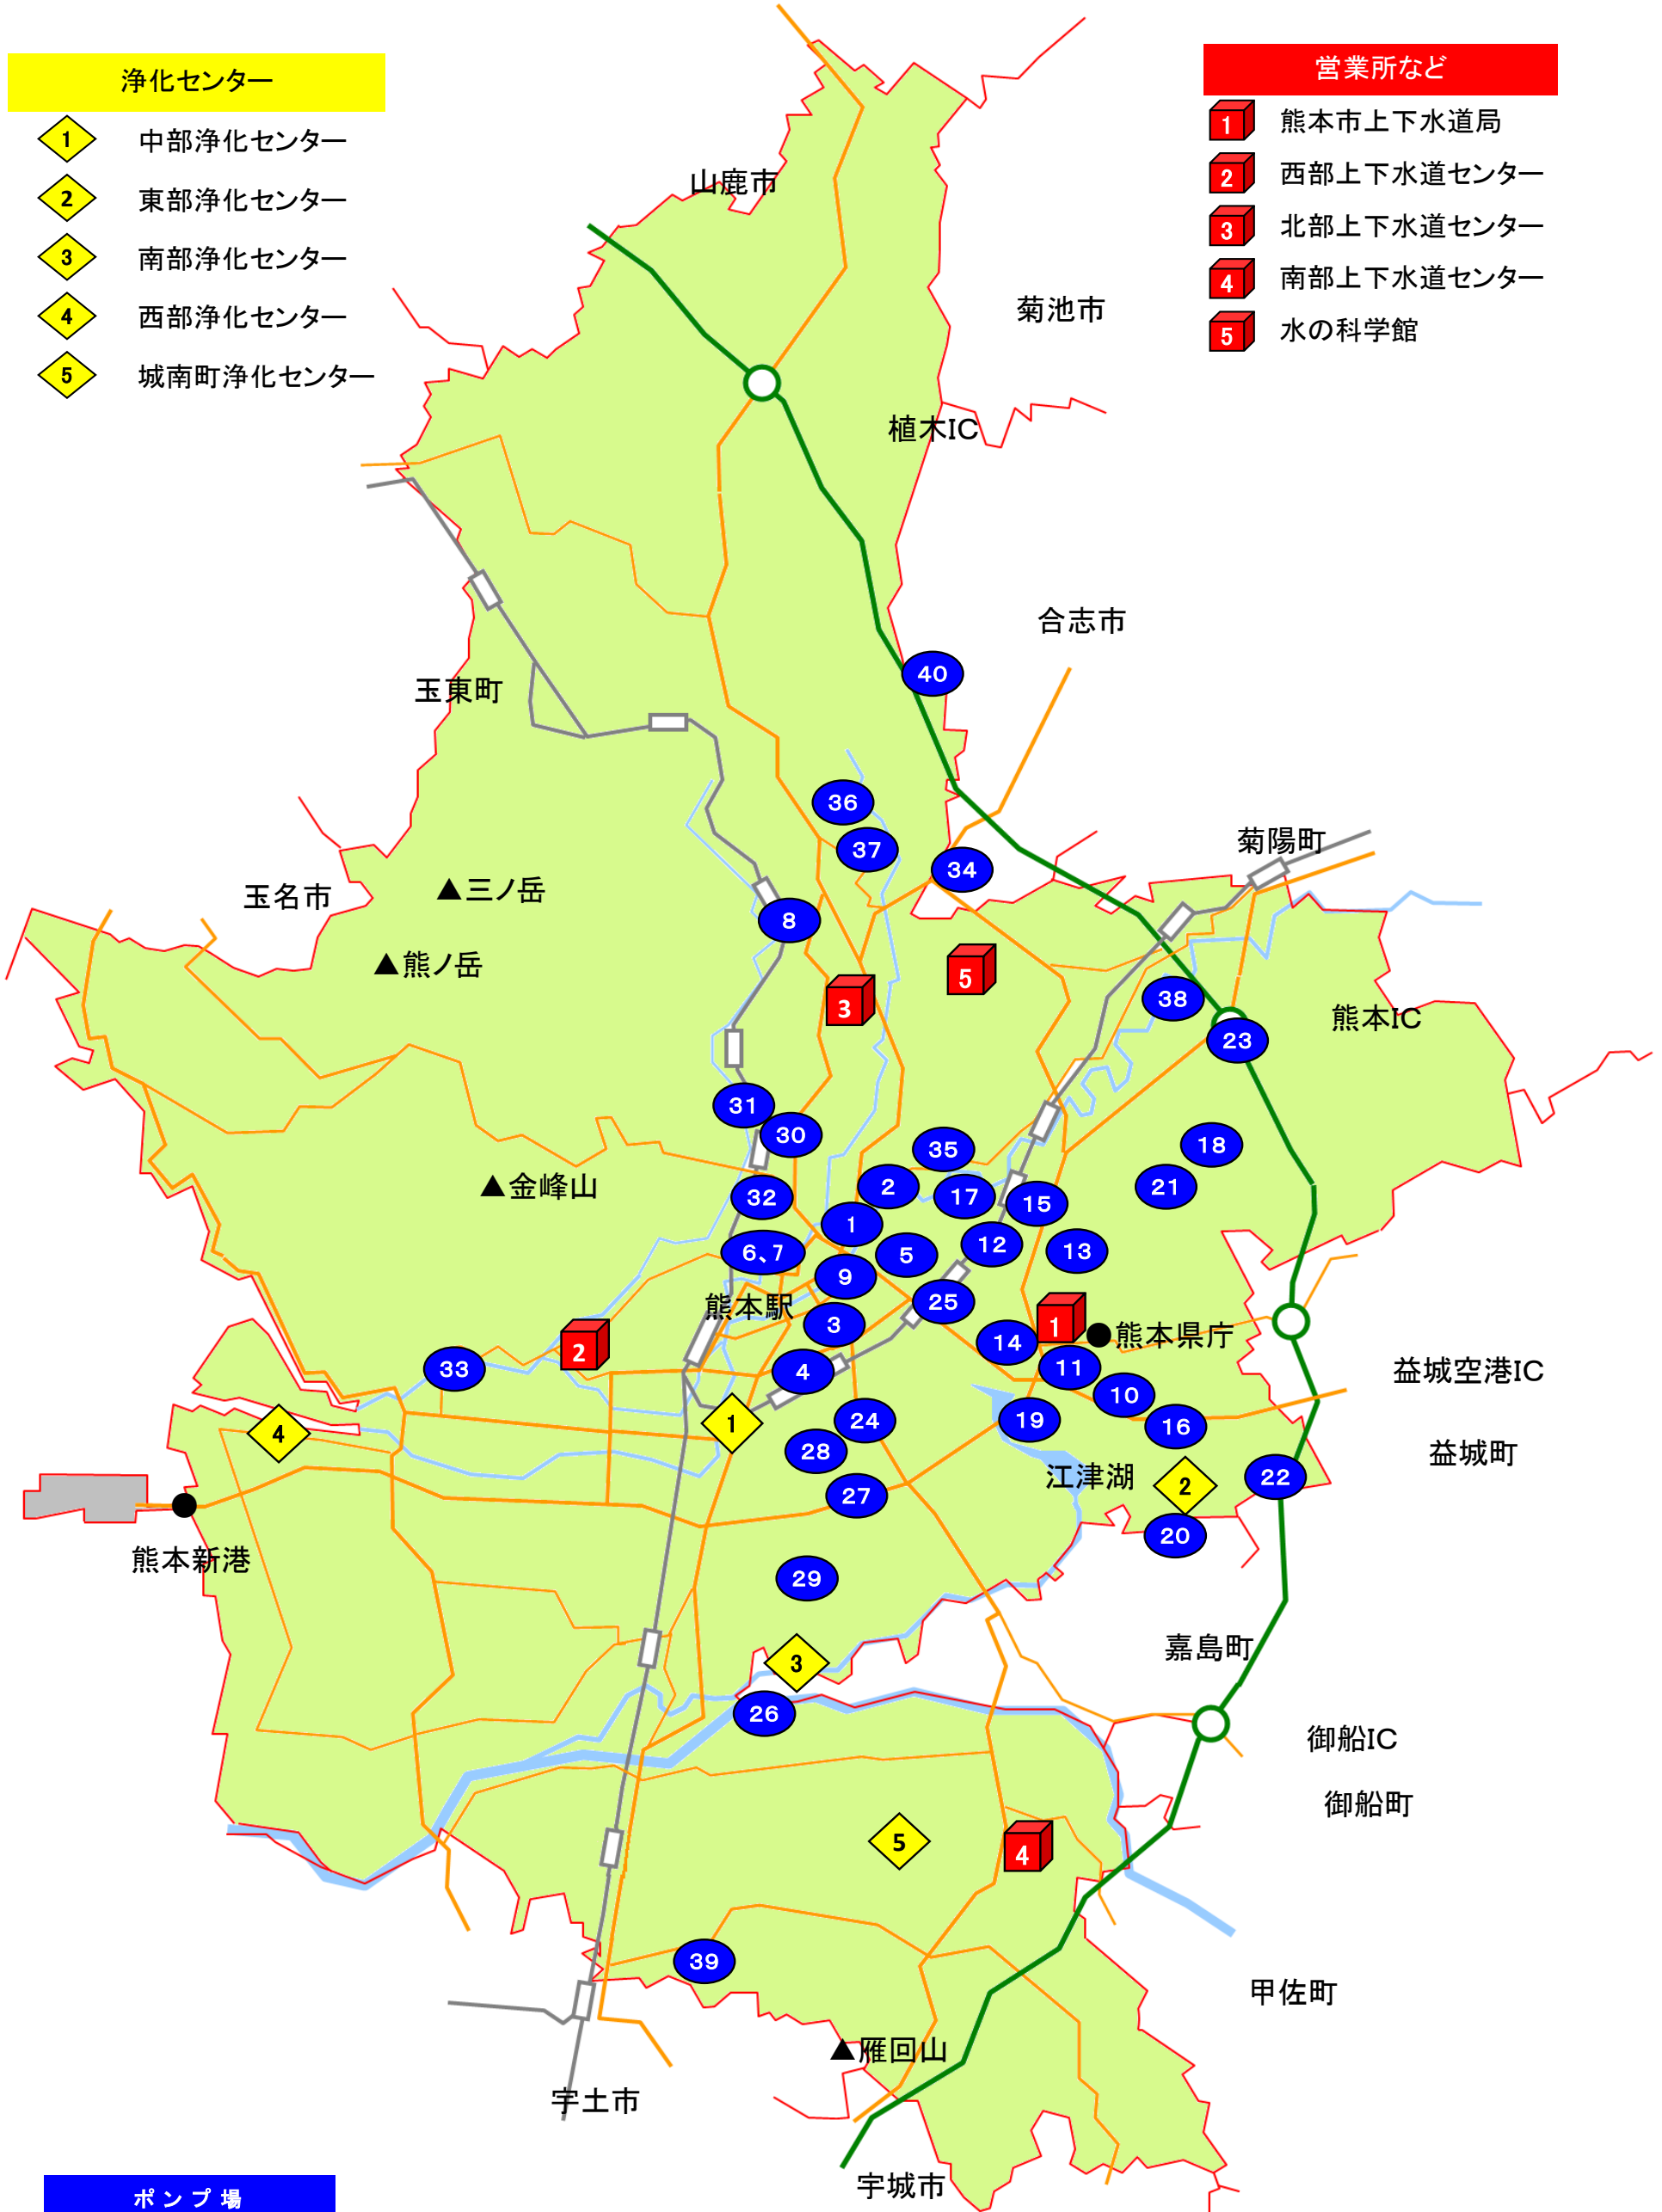 浄化センター
1 中部浄化センター
2 東部浄化センター
3 南部浄化センター
4 西部浄化センター
5 城南町浄化センター
営業所など
1 熊本市上下水道局
2 西部上下水道センター
3 北部上下水道センター
4 南部上下水道センター
5 水の科学館
山鹿市
菊池市
植木IC
合志市
40
玉東町
36
37
菊陽町
34
玉名市
▲三ノ岳
8
▲熊ノ岳
5
3
38
熊本IC
23
31
30
35
18
▲金峰山
32
2
17
15
21
1
6、7
5
12
13
9
熊本駅
25
3
1
熊本県庁
14
2
33
4
11
益城空港IC
10
1
24
19
16
4
28
益城町
江津湖
2
22
27
20
熊本新港
29
嘉島町
3
26
御船IC
御船町
5
4
39
甲佐町
▲雁回山
宇土市
宇城市
ポンプ場